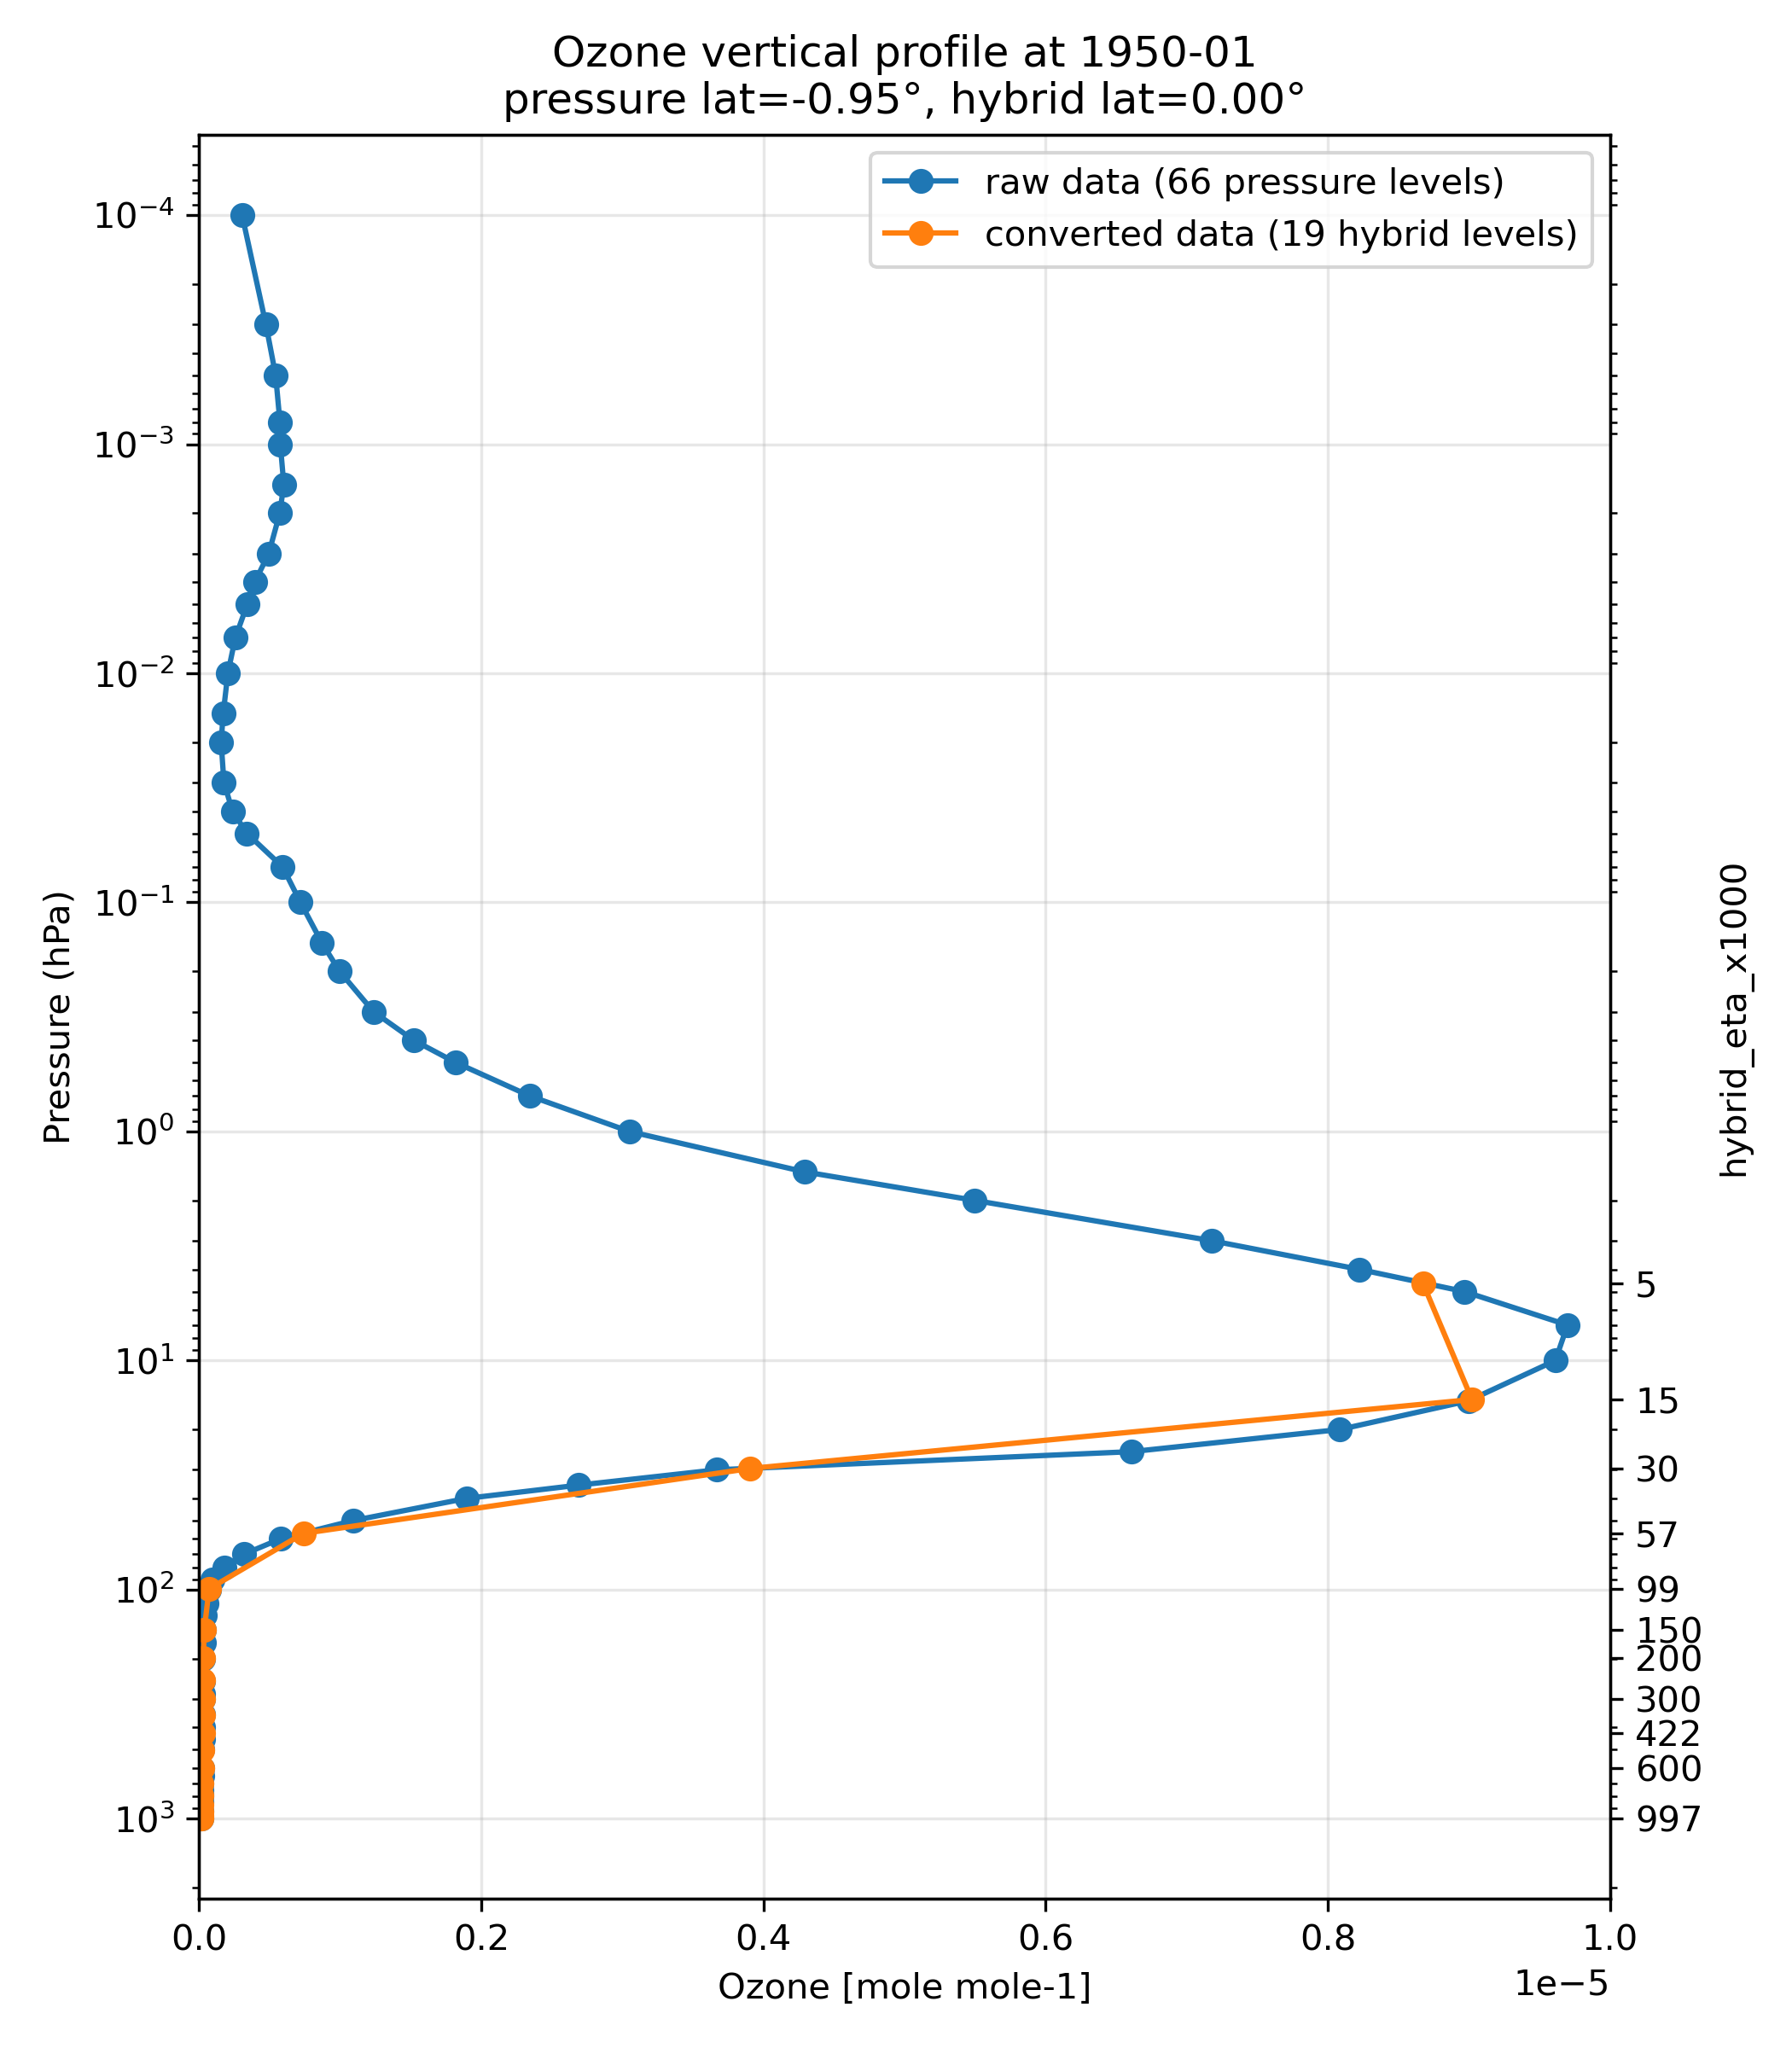 Ozone vertical profile at 1950-01
pressure lat=-0.95°, hybrid lat=0.00°
raw data (66 pressure levels)
converted data (19 hybrid levels)
10⁻⁴
10⁻³
10⁻²
10⁻¹
10⁰
10¹
10²
10³
Pressure (hPa)
5
15
30
57
99
150
200
300
422
600
997
hybrid_eta_x1000
0.0 0.2 0.4 0.6 0.8 1.0
1e−5
Ozone [mole mole-1]